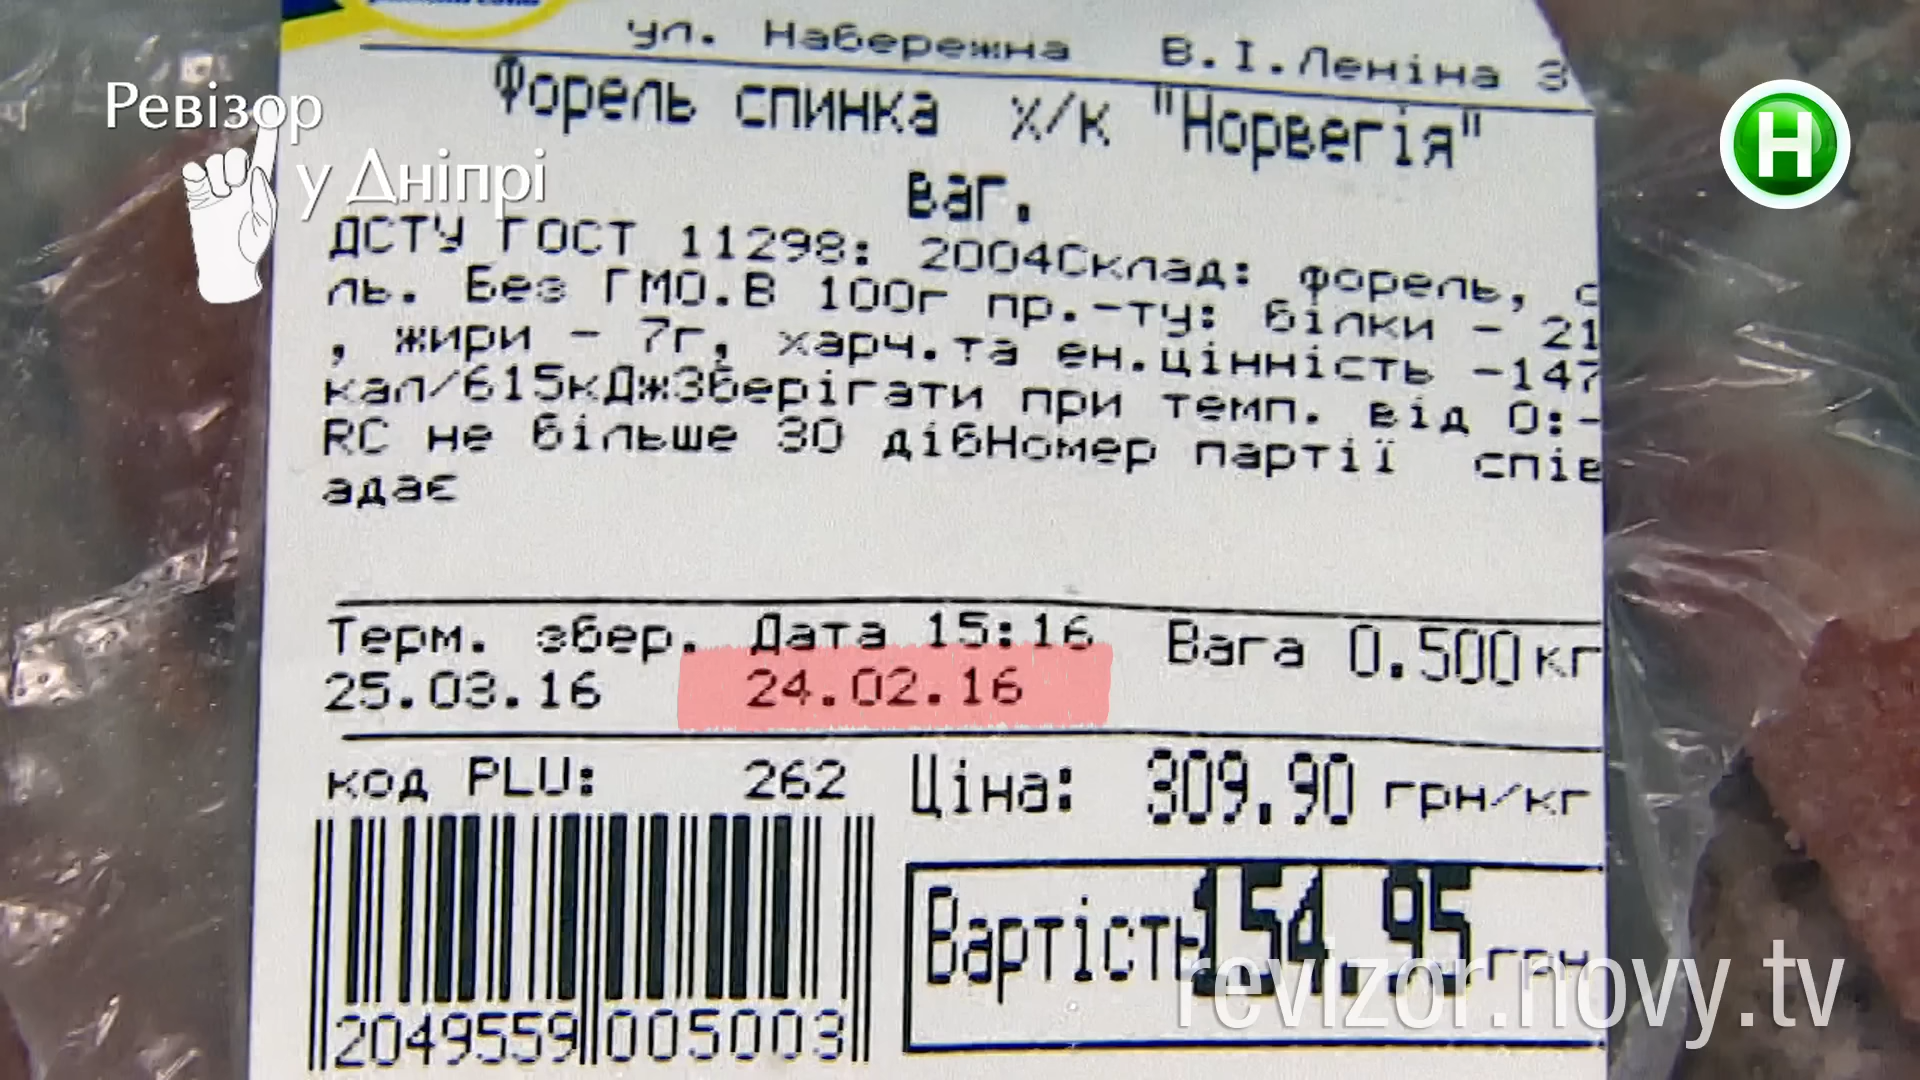 ул. Набережна В.І.Леніна 3
Форель спинка х/к "Норвегія"
ваг.
Ревізор
у Дніпрі
H
ДСТУ ГОСТ 11298: 2004Склад: форель, с
ль. Без ГМО.В 100г пр.-ту: білки - 21
, жири - 7г, харч.та ен.цінність -147
кал/615кДжЗберігати при темп. від 0:-
RC не більше 30 дібНомер партії спів
адає
Терм. збер. Дата 15:16 Вага 0.500кг
25.03.16 24.02.16
код PLU: 262 Ціна: 309.90 грн/кг
Вартість 154.95 грн
2049559 005003
revizor.novy.tv